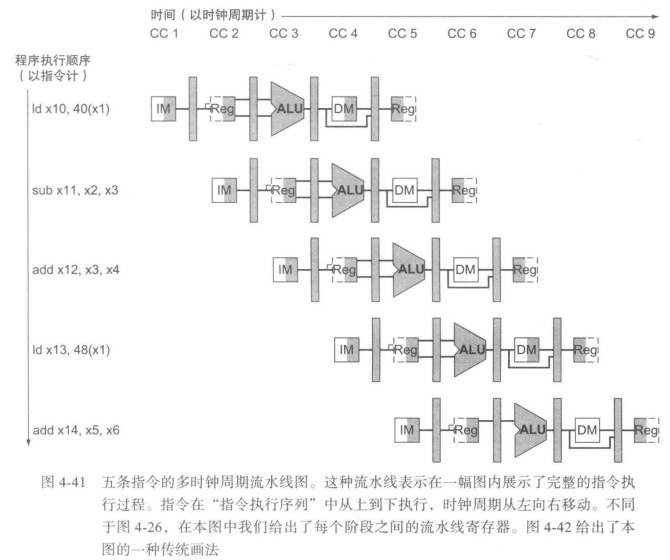 时间（以时钟周期计）
CC 1 CC 2 CC 3 CC 4 CC 5 CC 6 CC 7 CC 8 CC 9
程序执行顺序
（以指令计）
ld x10, 40(x1)
IM Reg ALU DM Reg
sub x11, x2, x3
IM Reg ALU DM Reg
add x12, x3, x4
IM Reg ALU DM Reg
ld x13, 48(x1)
IM Reg ALU DM Reg
add x14, x5, x6
IM Reg ALU DM Reg
图 4-41 五条指令的多时钟周期流水线图。这种流水线表示在一幅图内展示了完整的指令执
行过程。指令在“指令执行序列”中从上到下执行，时钟周期从左向右移动。不同
于图 4-26，在本图中我们给出了每个阶段之间的流水线寄存器。图 4-42 给出了本
图的一种传统画法